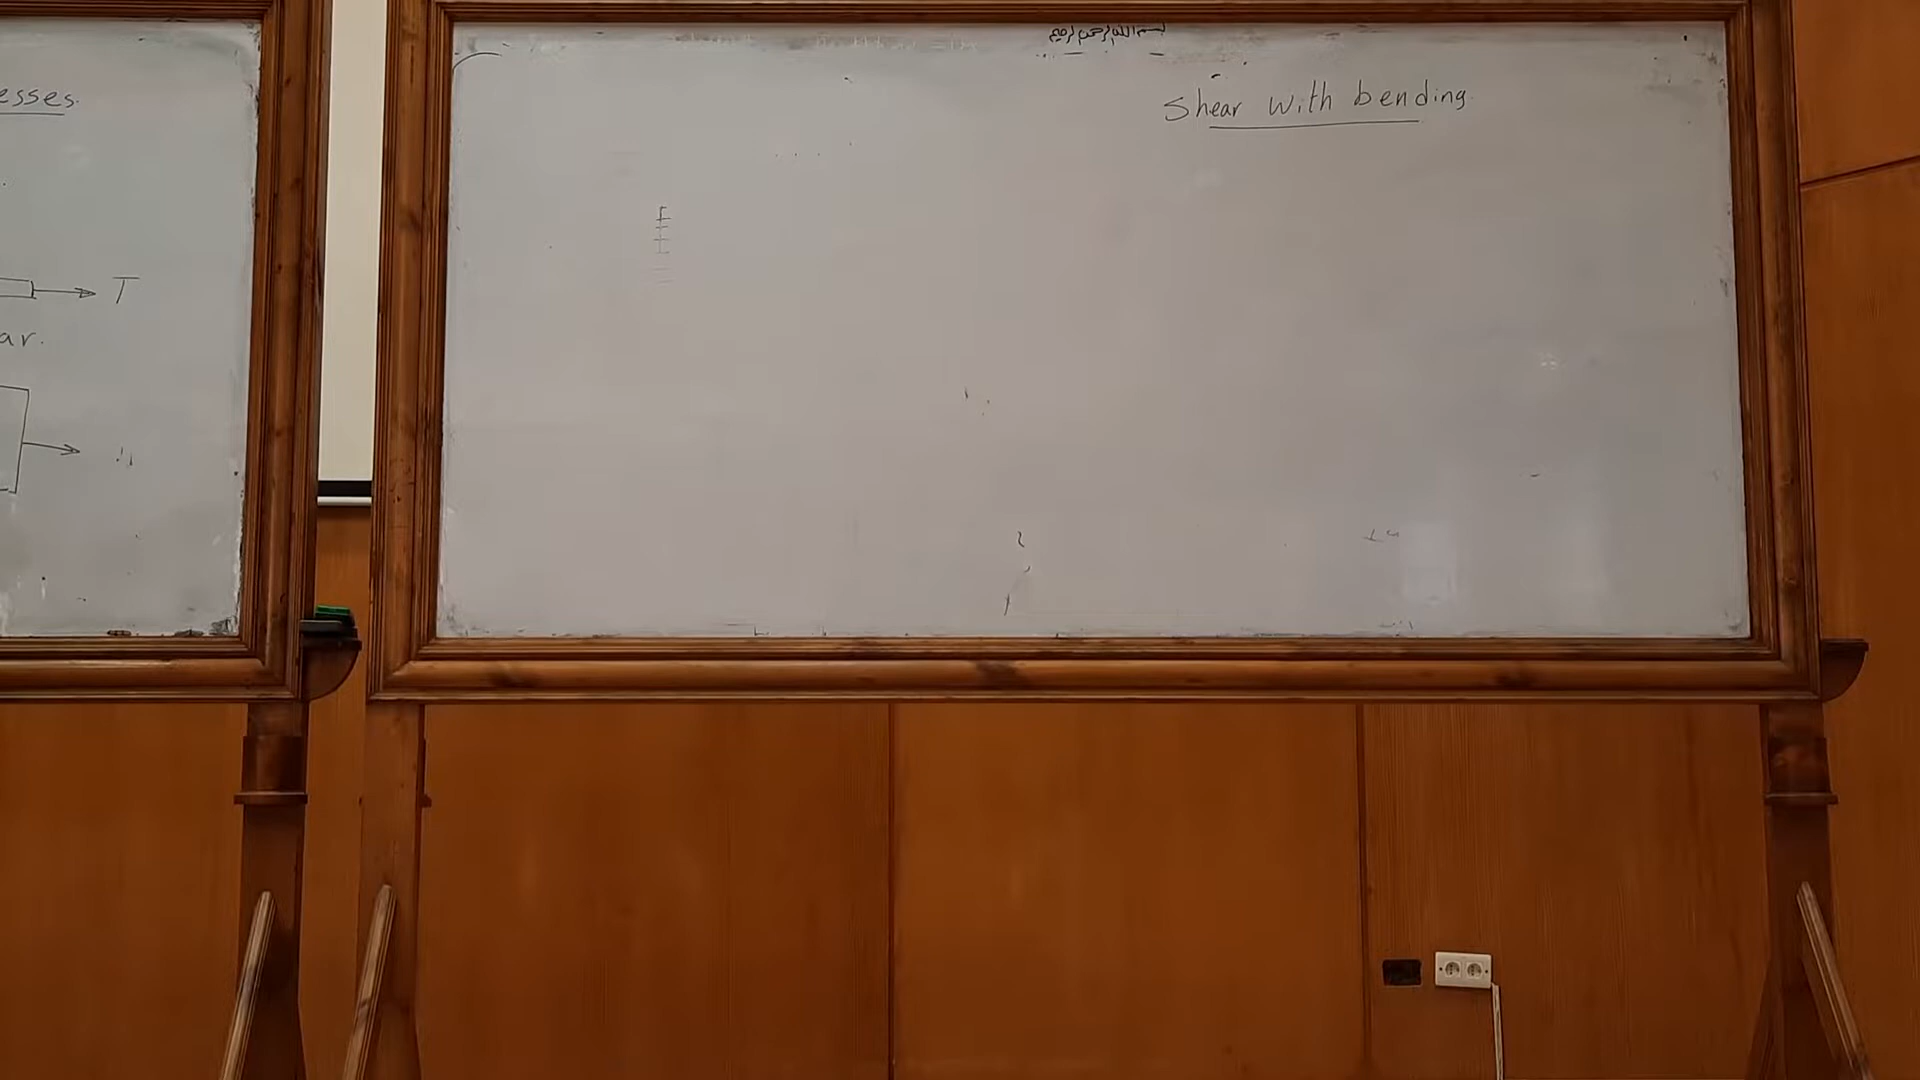 esses.
T
ar.
بسم الله الرحمن الرحيم
Shear with bending.